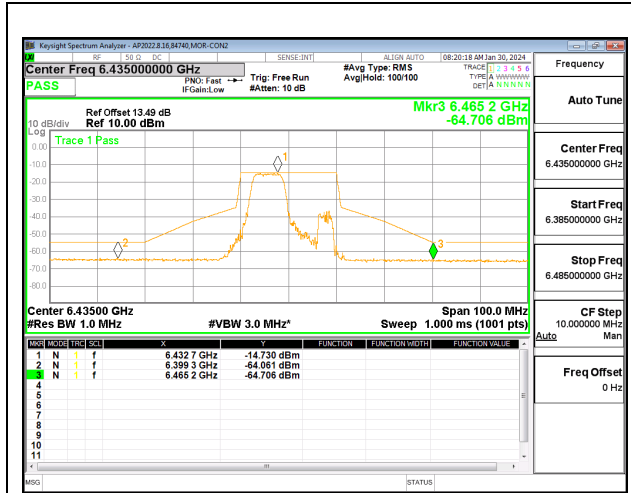 Keysight Spectrum Analyzer - AP2022.8.16,84740,MOR-CON2
RF 50 Ω DC SENSE:INT ALIGN AUTO 08:20:18 AM Jan 30, 2024
Center Freq 6.435000000 GHz
PASS
PNO: Fast
IFGain:Low
Trig: Free Run
#Atten: 10 dB
#Avg Type: RMS
Avg|Hold: 100/100
TRACE 1 2 3 4 5 6
TYPE A WWWWW
DET A N N N N N
Ref Offset 13.49 dB
Ref 10.00 dBm
10 dB/div
Log
Mkr3 6.465 2 GHz
-64.706 dBm
Trace 1 Pass
0.00
-10.0
-20.0
-30.0
-40.0
-50.0
-60.0
-70.0
-80.0
1
2
3
Center 6.43500 GHz
#Res BW 1.0 MHz
#VBW 3.0 MHz*
Span 100.0 MHz
Sweep 1.000 ms (1001 pts)
MKR MODE TRC SCL X Y FUNCTION FUNCTION WIDTH FUNCTION VALUE
1 N 1 f 6.432 7 GHz -14.730 dBm
2 N 1 f 6.399 3 GHz -64.061 dBm
3 N 1 f 6.465 2 GHz -64.706 dBm
4
5
6
7
8
9
10
11
MSG STATUS
Frequency
Auto Tune
Center Freq
6.435000000 GHz
Start Freq
6.385000000 GHz
Stop Freq
6.485000000 GHz
CF Step
10.000000 MHz
Auto Man
Freq Offset
0 Hz